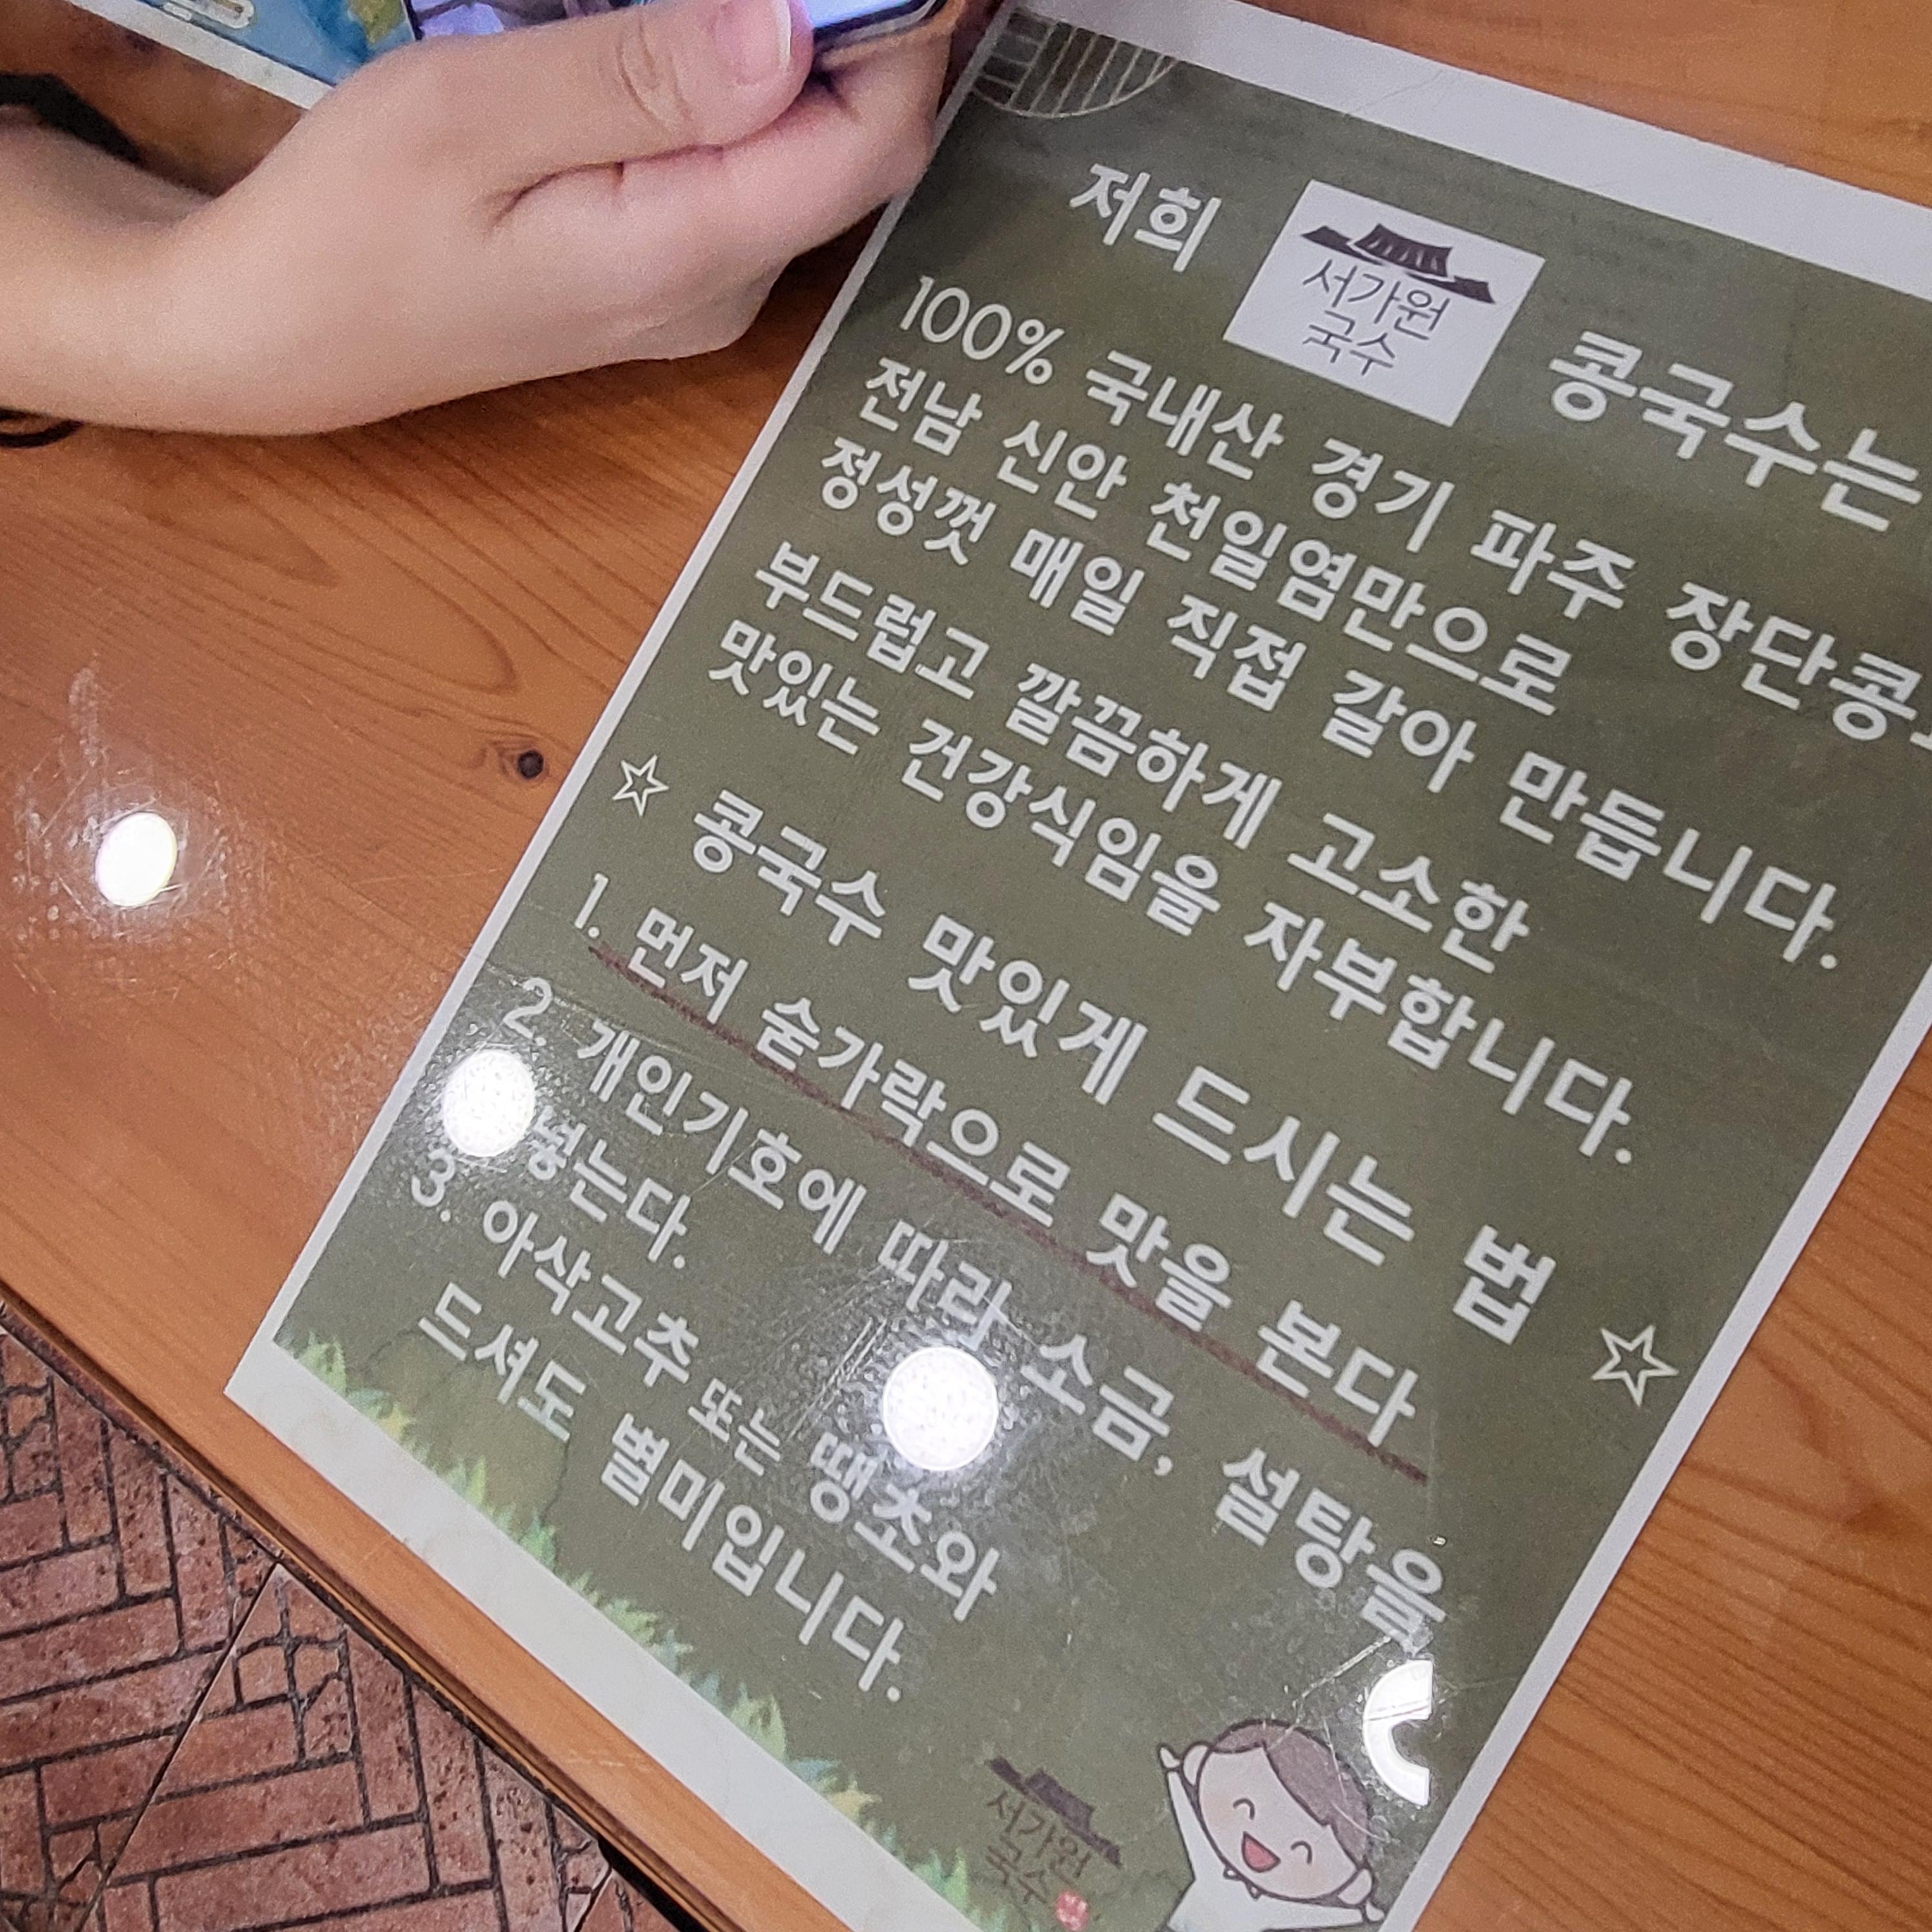 저희
서가원
국수
콩국수는
100% 국내산 경기 파주 장단콩
전남 신안 천일염만으로
정성껏 매일 직접 갈아 만듭니다.
부드럽고 깔끔하게 고소한
맛있는 건강식임을 자부합니다.
☆ 콩국수 맛있게 드시는 법 ☆
1. 먼저 숟가락으로 맛을 본다
2. 개인기호에 따라 소금, 설탕을
넣는다.
3. 아삭고추 또는 땡초와
드셔도 별미입니다.
서가원
국수